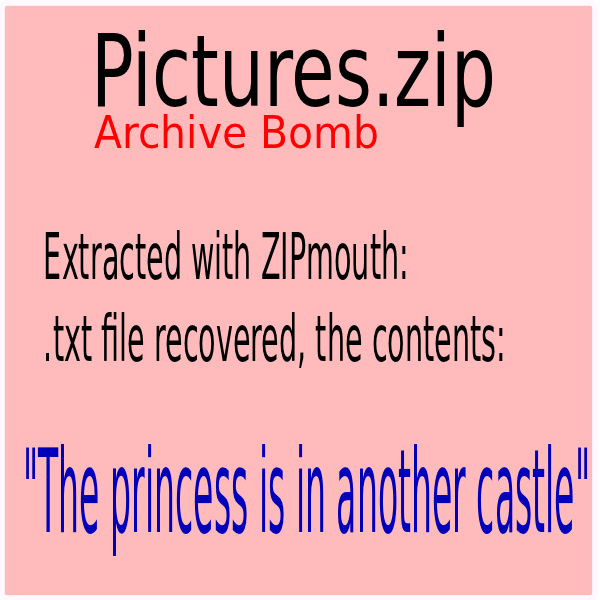 Pictures.zip
Archive Bomb
Extracted with ZIPmouth:
.txt file recovered, the contents:
"The princess is in another castle"